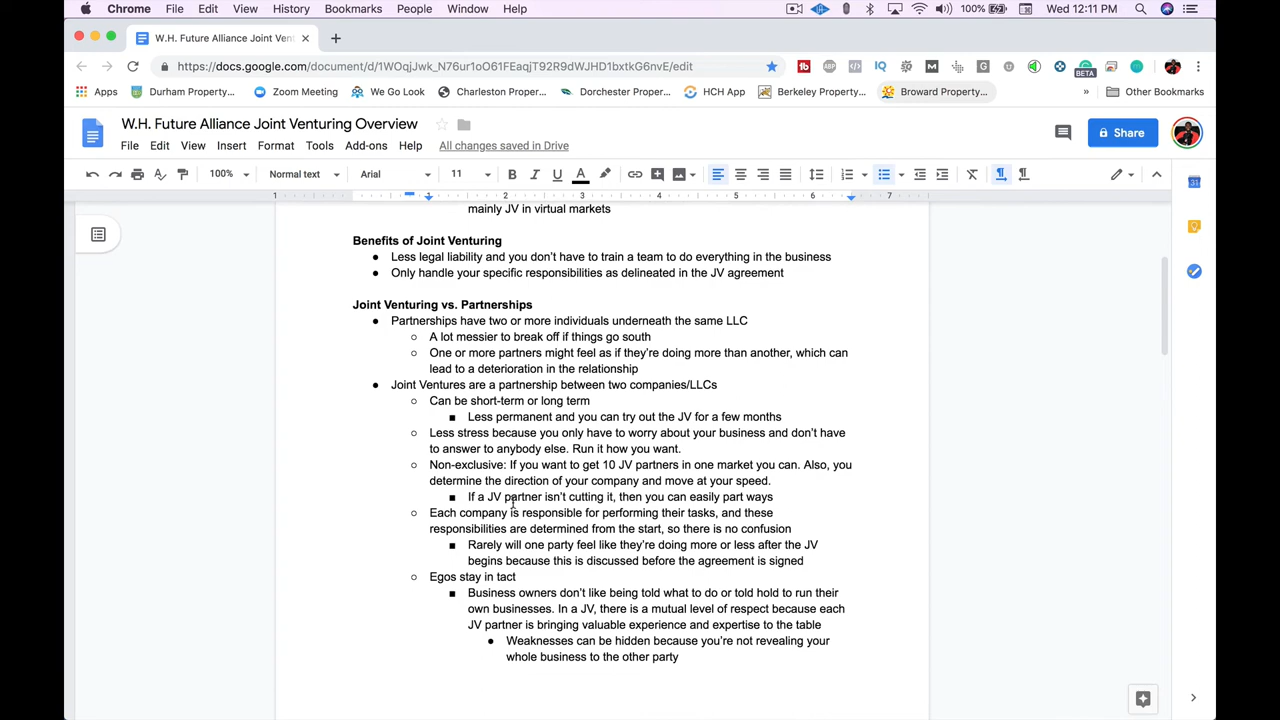 Chrome File Edit View History Bookmarks People Window Help 100% Wed 12:11 PM
W.H. Future Alliance Joint Vent
https://docs.google.com/document/d/1WOqjJwk_N76ur1oO61FEaqjT92R9dWJHD1bxtkG6nvE/edit
BETA
Apps Durham Property... Zoom Meeting We Go Look Charleston Proper... Dorchester Proper... HCH App Berkeley Property... Broward Property... » Other Bookmarks
W.H. Future Alliance Joint Venturing Overview
File Edit View Insert Format Tools Add-ons Help All changes saved in Drive
Share
100% Normal text Arial 11
1 1 2 3 4 5 6 7
mainly JV in virtual markets
Benefits of Joint Venturing
● Less legal liability and you don't have to train a team to do everything in the business
● Only handle your specific responsibilities as delineated in the JV agreement
Joint Venturing vs. Partnerships
● Partnerships have two or more individuals underneath the same LLC
○ A lot messier to break off if things go south
○ One or more partners might feel as if they're doing more than another, which can
lead to a deterioration in the relationship
● Joint Ventures are a partnership between two companies/LLCs
○ Can be short-term or long term
■ Less permanent and you can try out the JV for a few months
○ Less stress because you only have to worry about your business and don't have
to answer to anybody else. Run it how you want.
○ Non-exclusive: If you want to get 10 JV partners in one market you can. Also, you
determine the direction of your company and move at your speed.
■ If a JV partner isn't cutting it, then you can easily part ways
○ Each company is responsible for performing their tasks, and these
responsibilities are determined from the start, so there is no confusion
■ Rarely will one party feel like they're doing more or less after the JV
begins because this is discussed before the agreement is signed
○ Egos stay in tact
■ Business owners don't like being told what to do or told hold to run their
own businesses. In a JV, there is a mutual level of respect because each
JV partner is bringing valuable experience and expertise to the table
● Weaknesses can be hidden because you're not revealing your
whole business to the other party